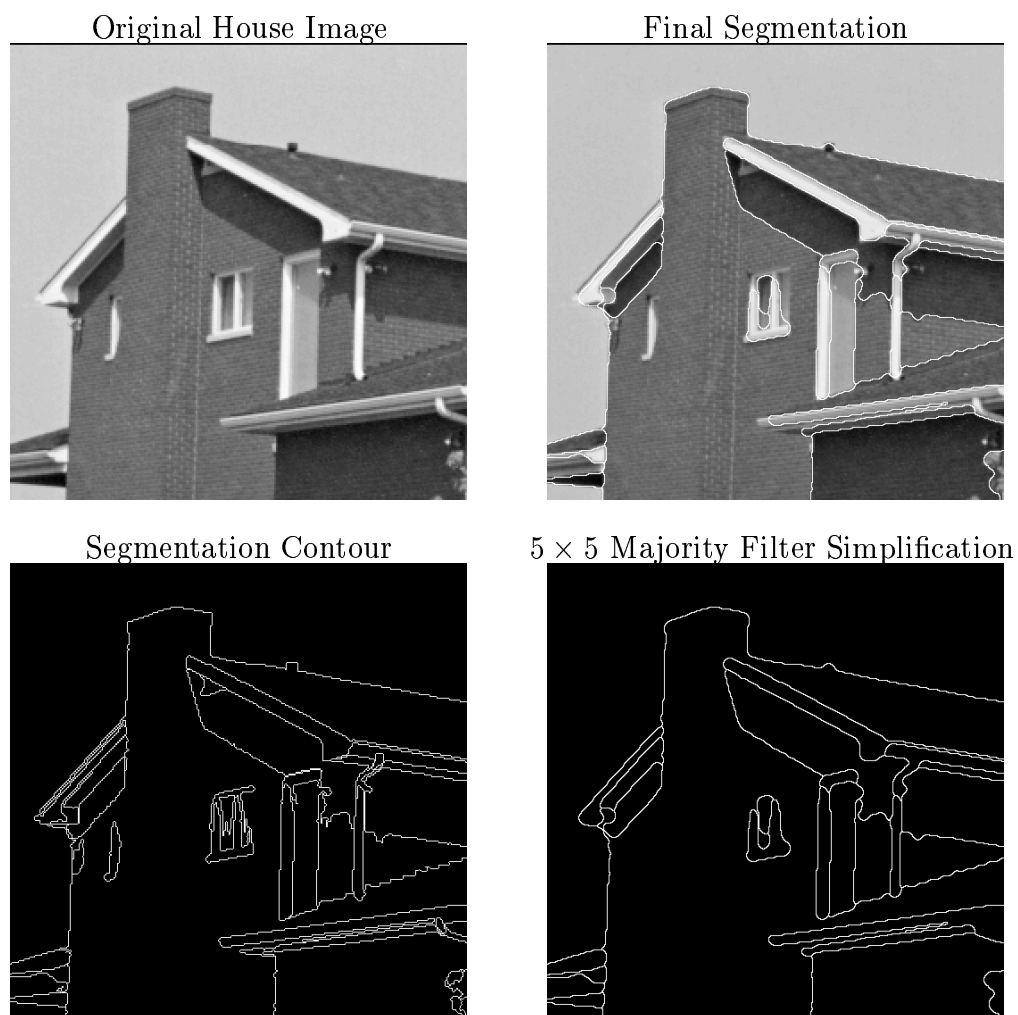 Original House Image
Final Segmentation
Segmentation Contour
5 × 5 Majority Filter Simplification